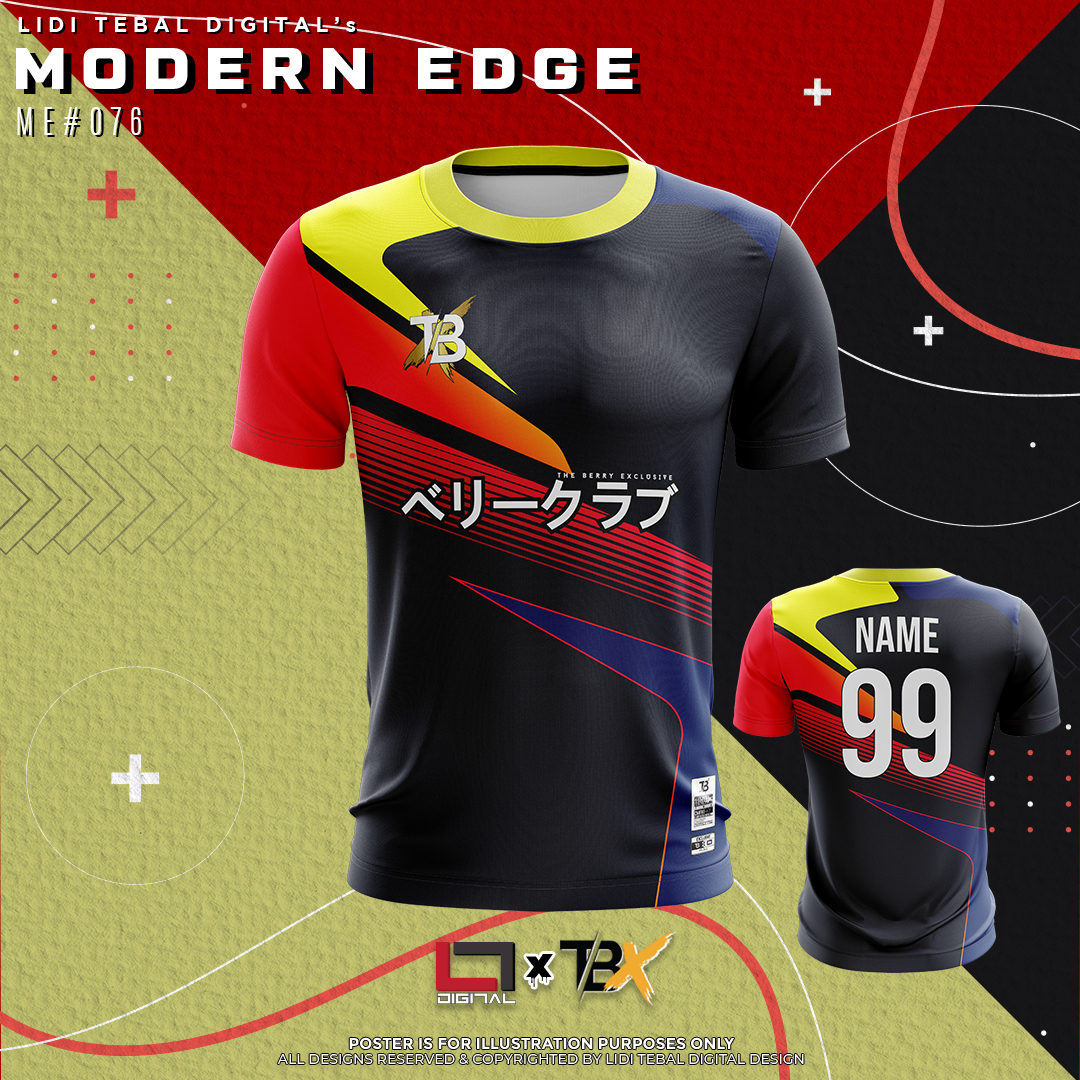 LIDI TEBAL DIGITAL's
MODERN EDGE
ME#076
TB
THE BERRY EXCLUSIVE
ベリークラブ
TB
NAME
99
DIGITAL
X
TBX
POSTER IS FOR ILLUSTRATION PURPOSES ONLY
ALL DESIGNS RESERVED & COPYRIGHTED BY LIDI TEBAL DIGITAL DESIGN